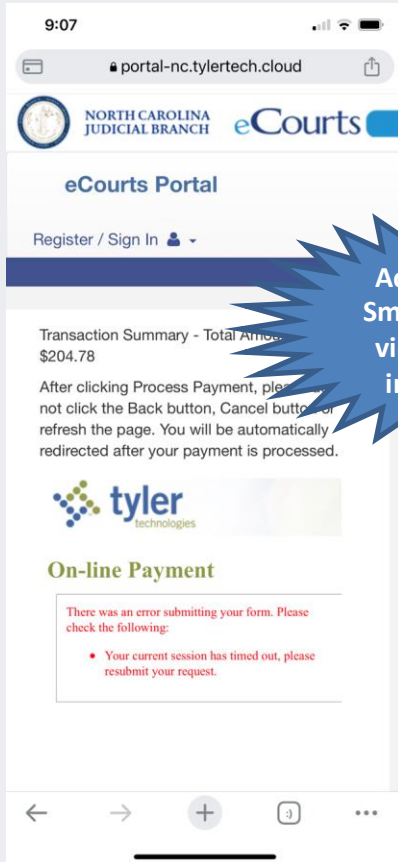 9:07
portal-nc.tylertech.cloud
NORTH CAROLINA
JUDICIAL BRANCH
eCourts
eCourts Portal
Register / Sign In
Transaction Summary - Total
$204.78
After clicking Process Payment,
not click the Back button, Cancel
refresh the page. You will be automatically
redirected after your payment is processed.
tyler
technologies
On-line Payment
There was an error submitting your form. Please
check the following:
Your current session has timed out, please
resubmit your request.
:)